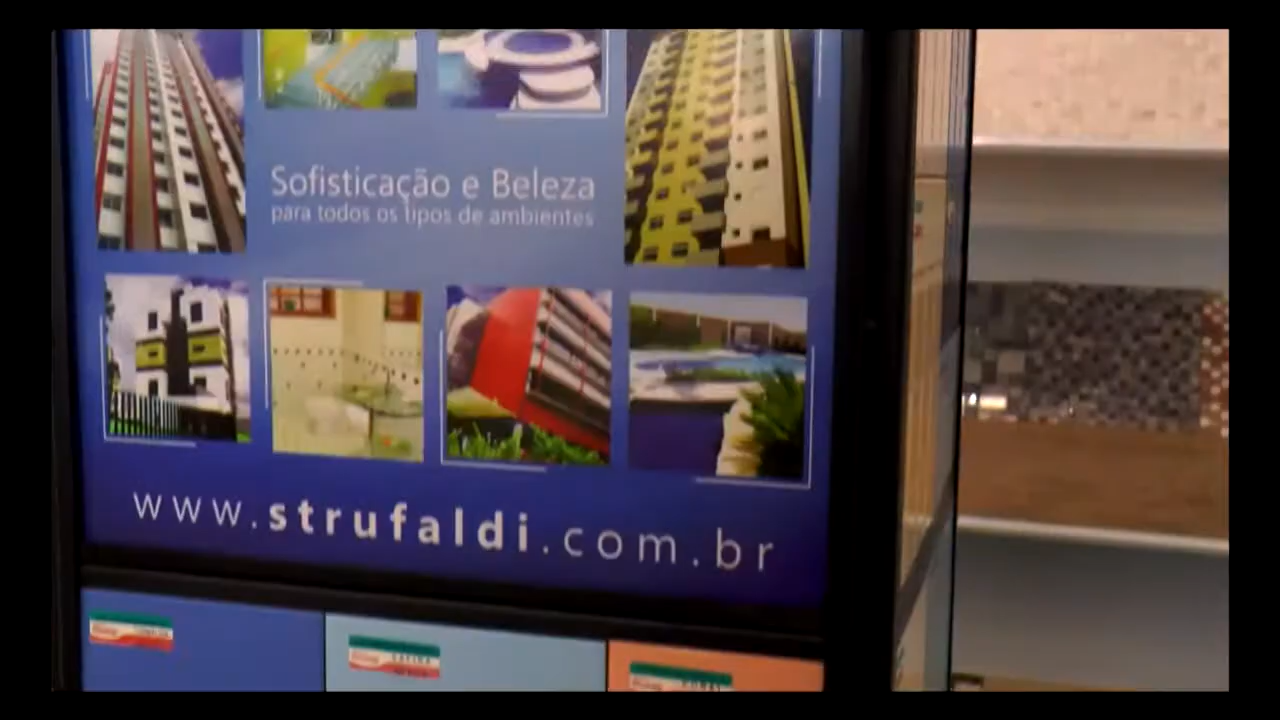 Sofisticação e Beleza
para todos os tipos de ambientes
www.strufaldi.com.br